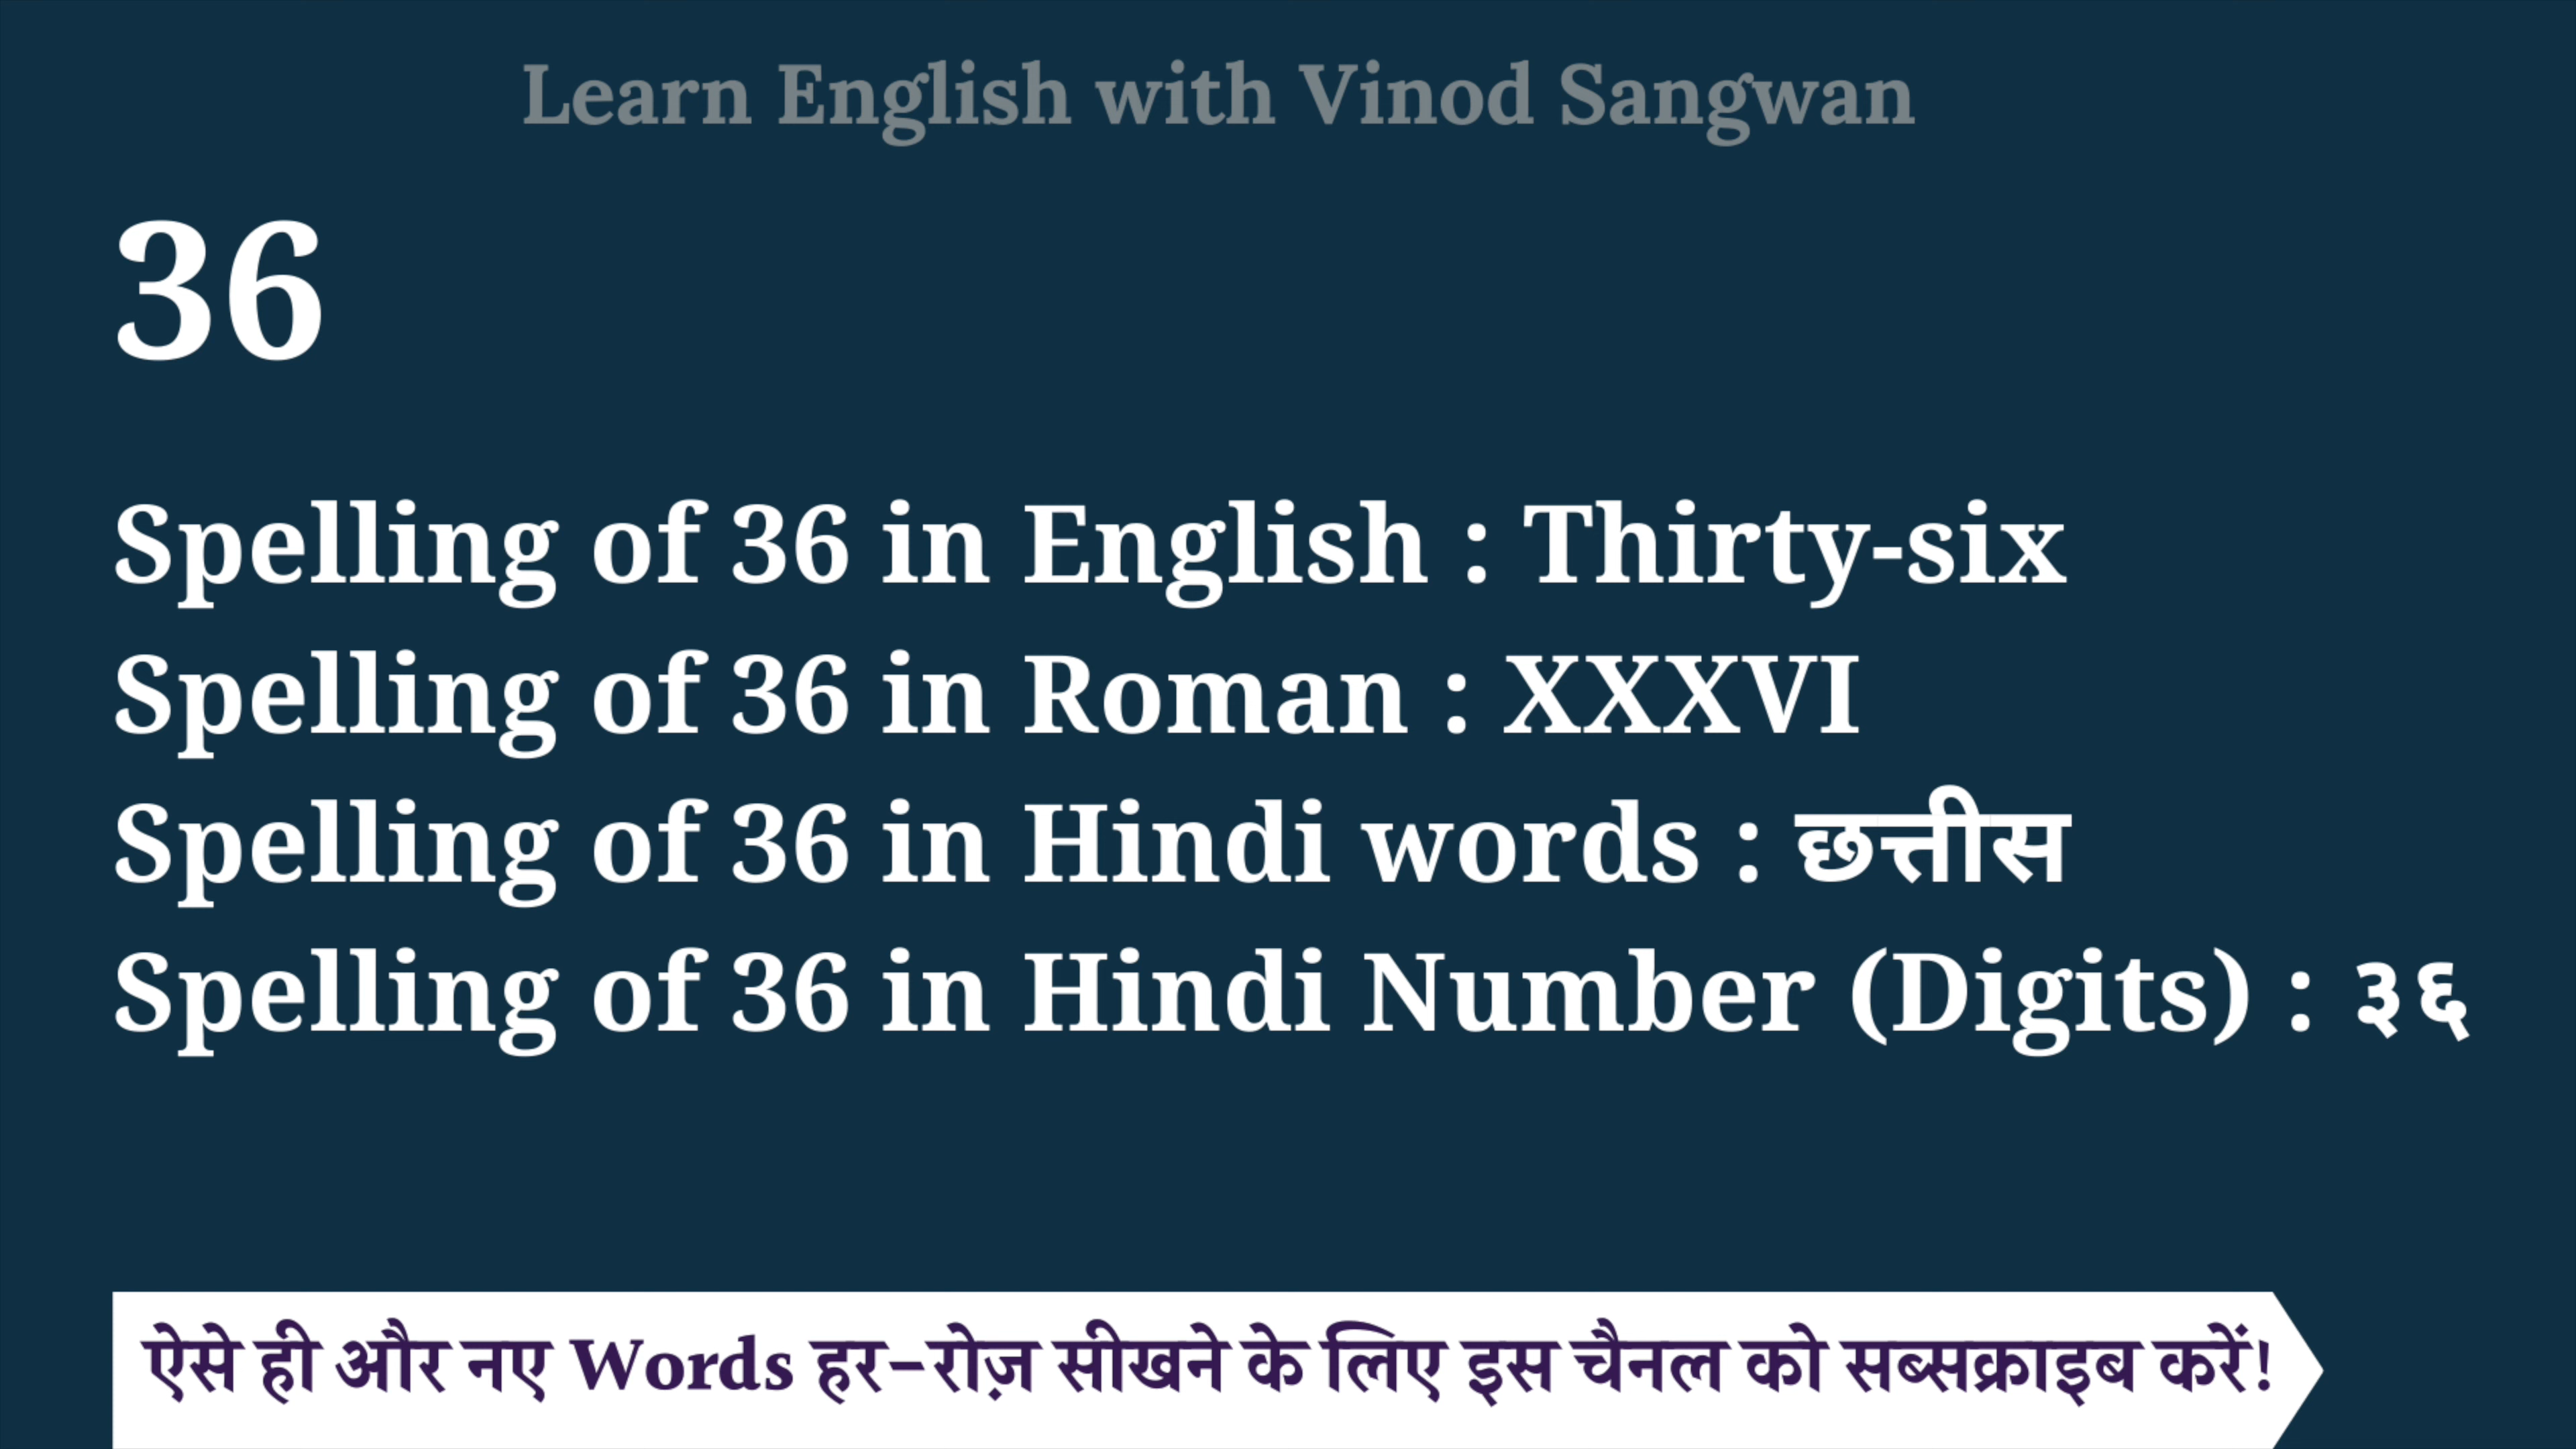 Learn English with Vinod Sangwan
36
Spelling of 36 in English : Thirty-six
Spelling of 36 in Roman : XXXVI
Spelling of 36 in Hindi words : छत्तीस
Spelling of 36 in Hindi Number (Digits) : ३६
ऐसे ही और नए Words हर-रोज़ सीखने के लिए इस चैनल को सब्सक्राइब करें!